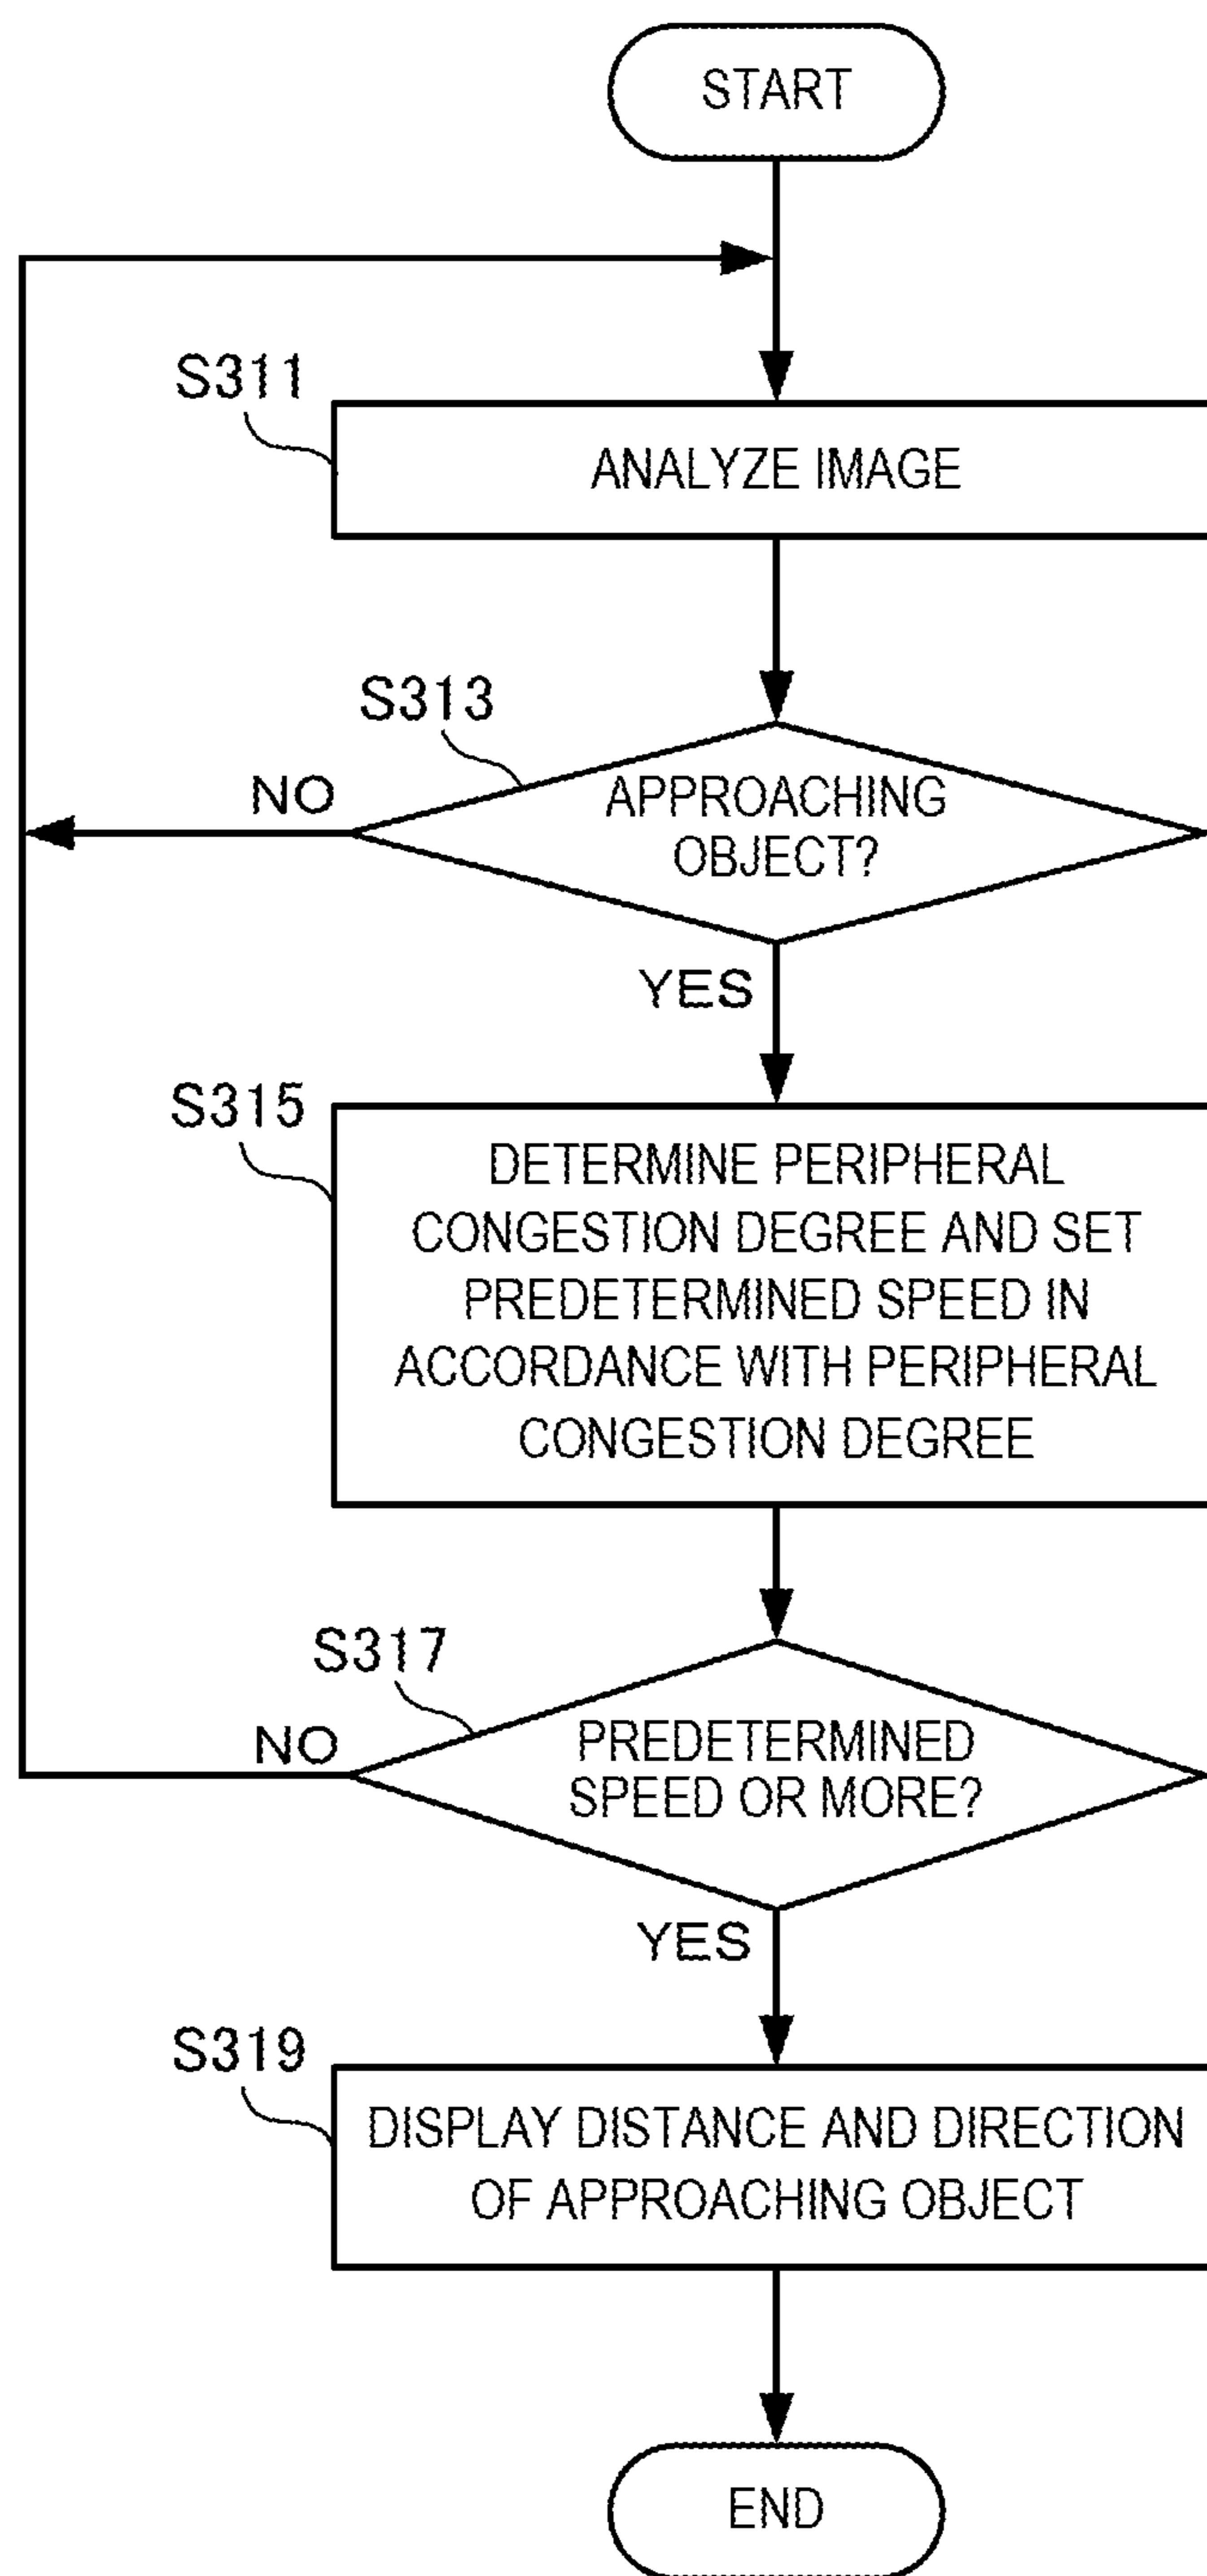 START
S311
ANALYZE IMAGE
S313
NO
APPROACHING
OBJECT?
YES
S315
DETERMINE PERIPHERAL
CONGESTION DEGREE AND SET
PREDETERMINED SPEED IN
ACCORDANCE WITH PERIPHERAL
CONGESTION DEGREE
S317
NO
PREDETERMINED
SPEED OR MORE?
YES
S319
DISPLAY DISTANCE AND DIRECTION
OF APPROACHING OBJECT
END